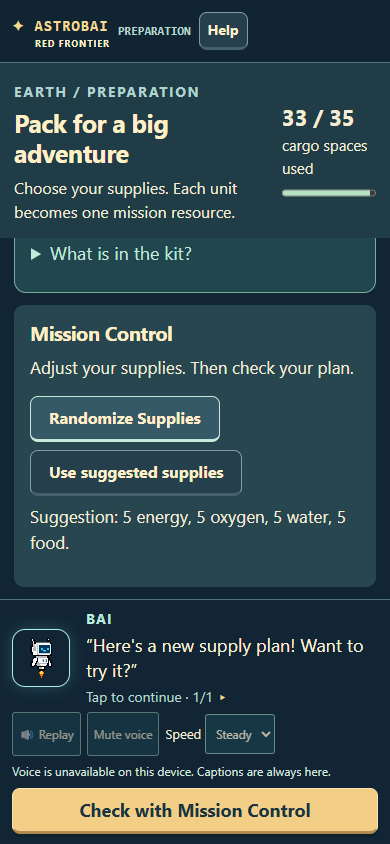 ASTROBAI
RED FRONTIER
PREPARATION
Help
EARTH / PREPARATION
Pack for a big
adventure
Choose your supplies. Each unit
becomes one mission resource.
33 / 35
cargo spaces
used
What is in the kit?
Mission Control
Adjust your supplies. Then check your plan.
Randomize Supplies
Use suggested supplies
Suggestion: 5 energy, 5 oxygen, 5 water, 5
food.
BAI
“Here's a new supply plan! Want to
try it?”
Tap to continue · 1/1 ▸
Replay
Mute voice
Speed
Steady
Voice is unavailable on this device. Captions are always here.
Check with Mission Control